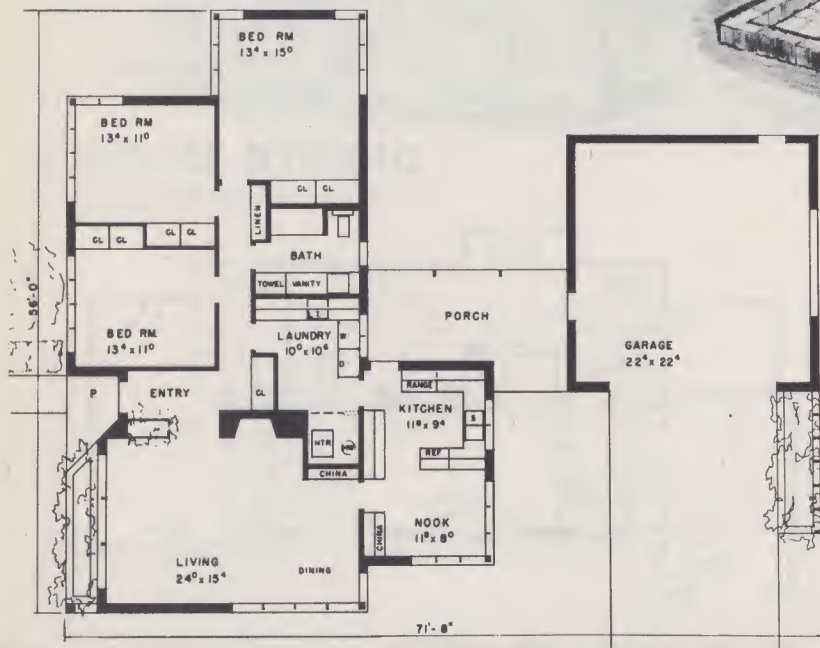 BED RM
13⁴ x 15⁰
BED RM
13⁴ x 11⁰
CL CL
LINEN
CL CL CL CL
BATH
TOWEL VANITY
56'-0"
BED RM
13⁴ x 11⁰
L T
LAUNDRY
10⁰ x 10⁶
W
D
PORCH
GARAGE
22⁴ x 22⁴
P
ENTRY
CL
RANGE
KITCHEN
11⁸ x 9⁴
S
HTR
HW
REF
CHINA
NOOK
11⁸ x 8⁰
CHINA
LIVING
24⁰ x 15⁴
DINING
71'-8"